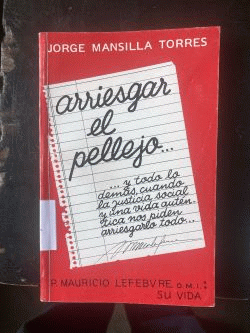 JORGE MANSILLA TORRES
arriesgar
el
pellejo...
... y todo lo
demás, cuando
la justicia social
y una vida autén-
tica nos piden
arriesgarlo todo...
P. MAURICIO LEFEBVRE O.M.I.:
SU VIDA